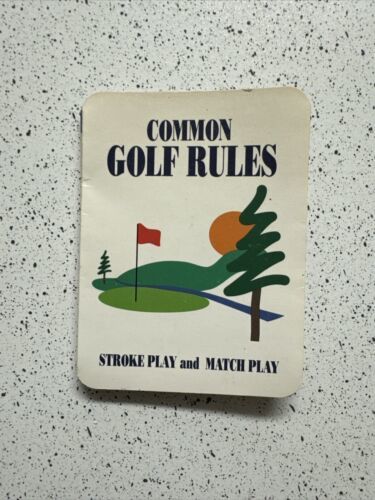 COMMON
GOLF RULES
STROKE PLAY and MATCH PLAY